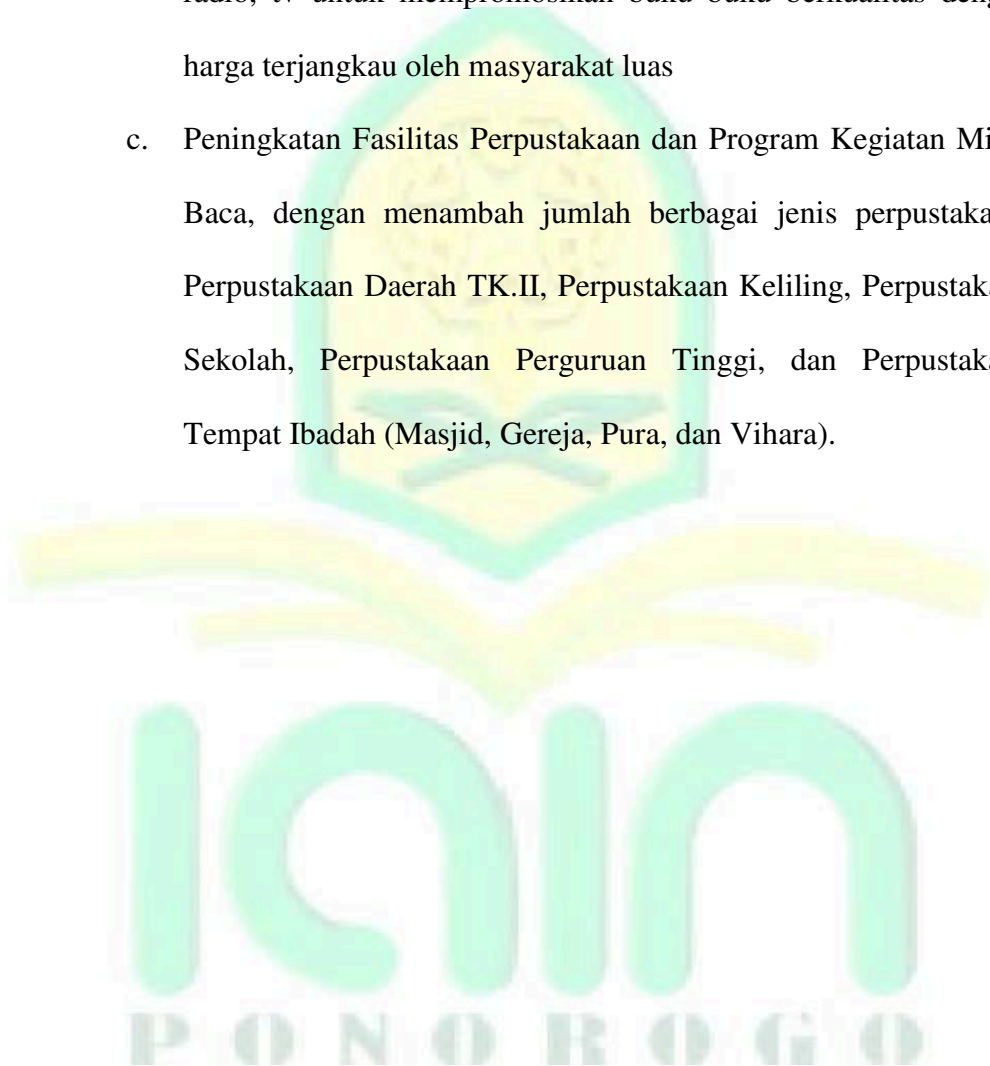 harga terjangkau oleh masyarakat luas
c. Peningkatan Fasilitas Perpustakaan dan Program Kegiatan
Baca, dengan menambah jumlah berbagai jenis
Perpustakaan Daerah TK.II, Perpustakaan Keliling,
Sekolah, Perpustakaan Perguruan Tinggi, dan
Tempat Ibadah (Masjid, Gereja, Pura, dan Vihara).
iain
PONOROGO